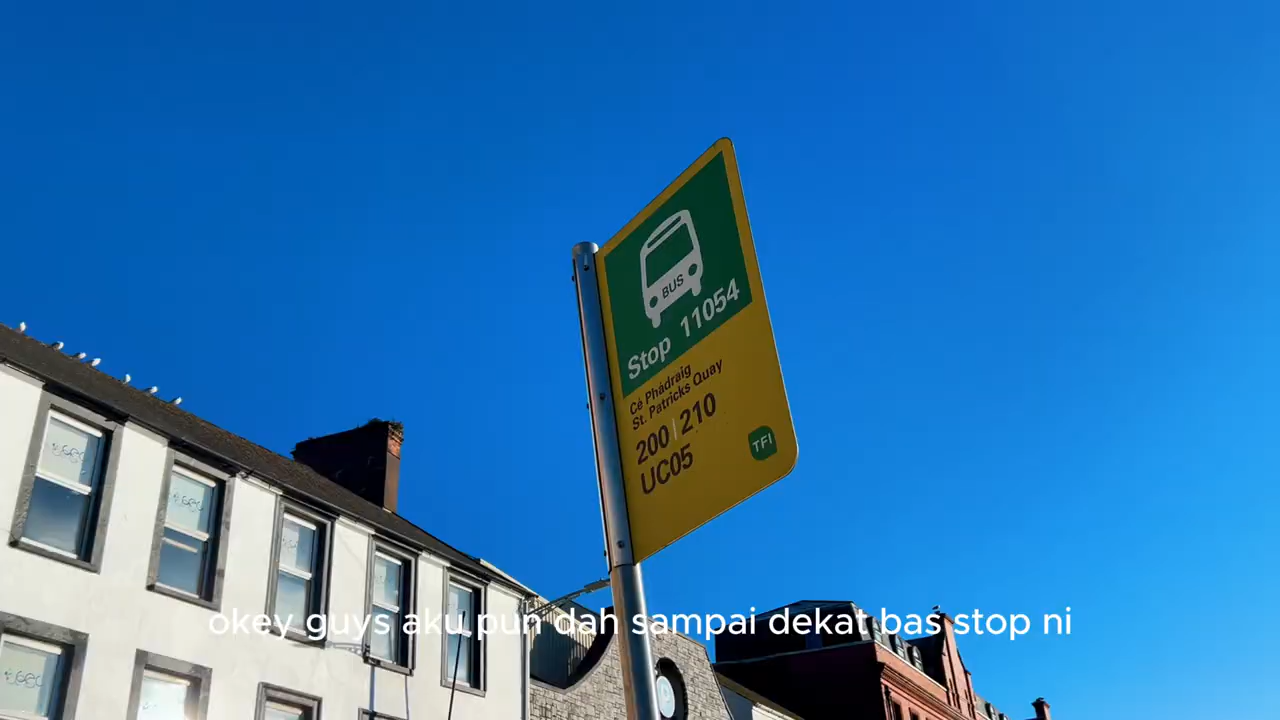 BUS
Stop 11054
Cé Phádraig
St. Patricks Quay
200 | 210
UC05
TFI
okey guys aku pun dah sampai dekat bas stop ni